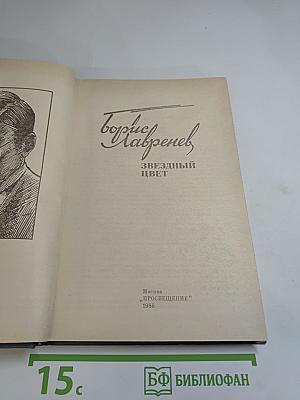 Борис
Лавренев
ЗВЕЗДНЫЙ
ЦВЕТ
Москва
„ПРОСВЕЩЕНИЕ"
1986
15с
БФ БИБЛИОФАН